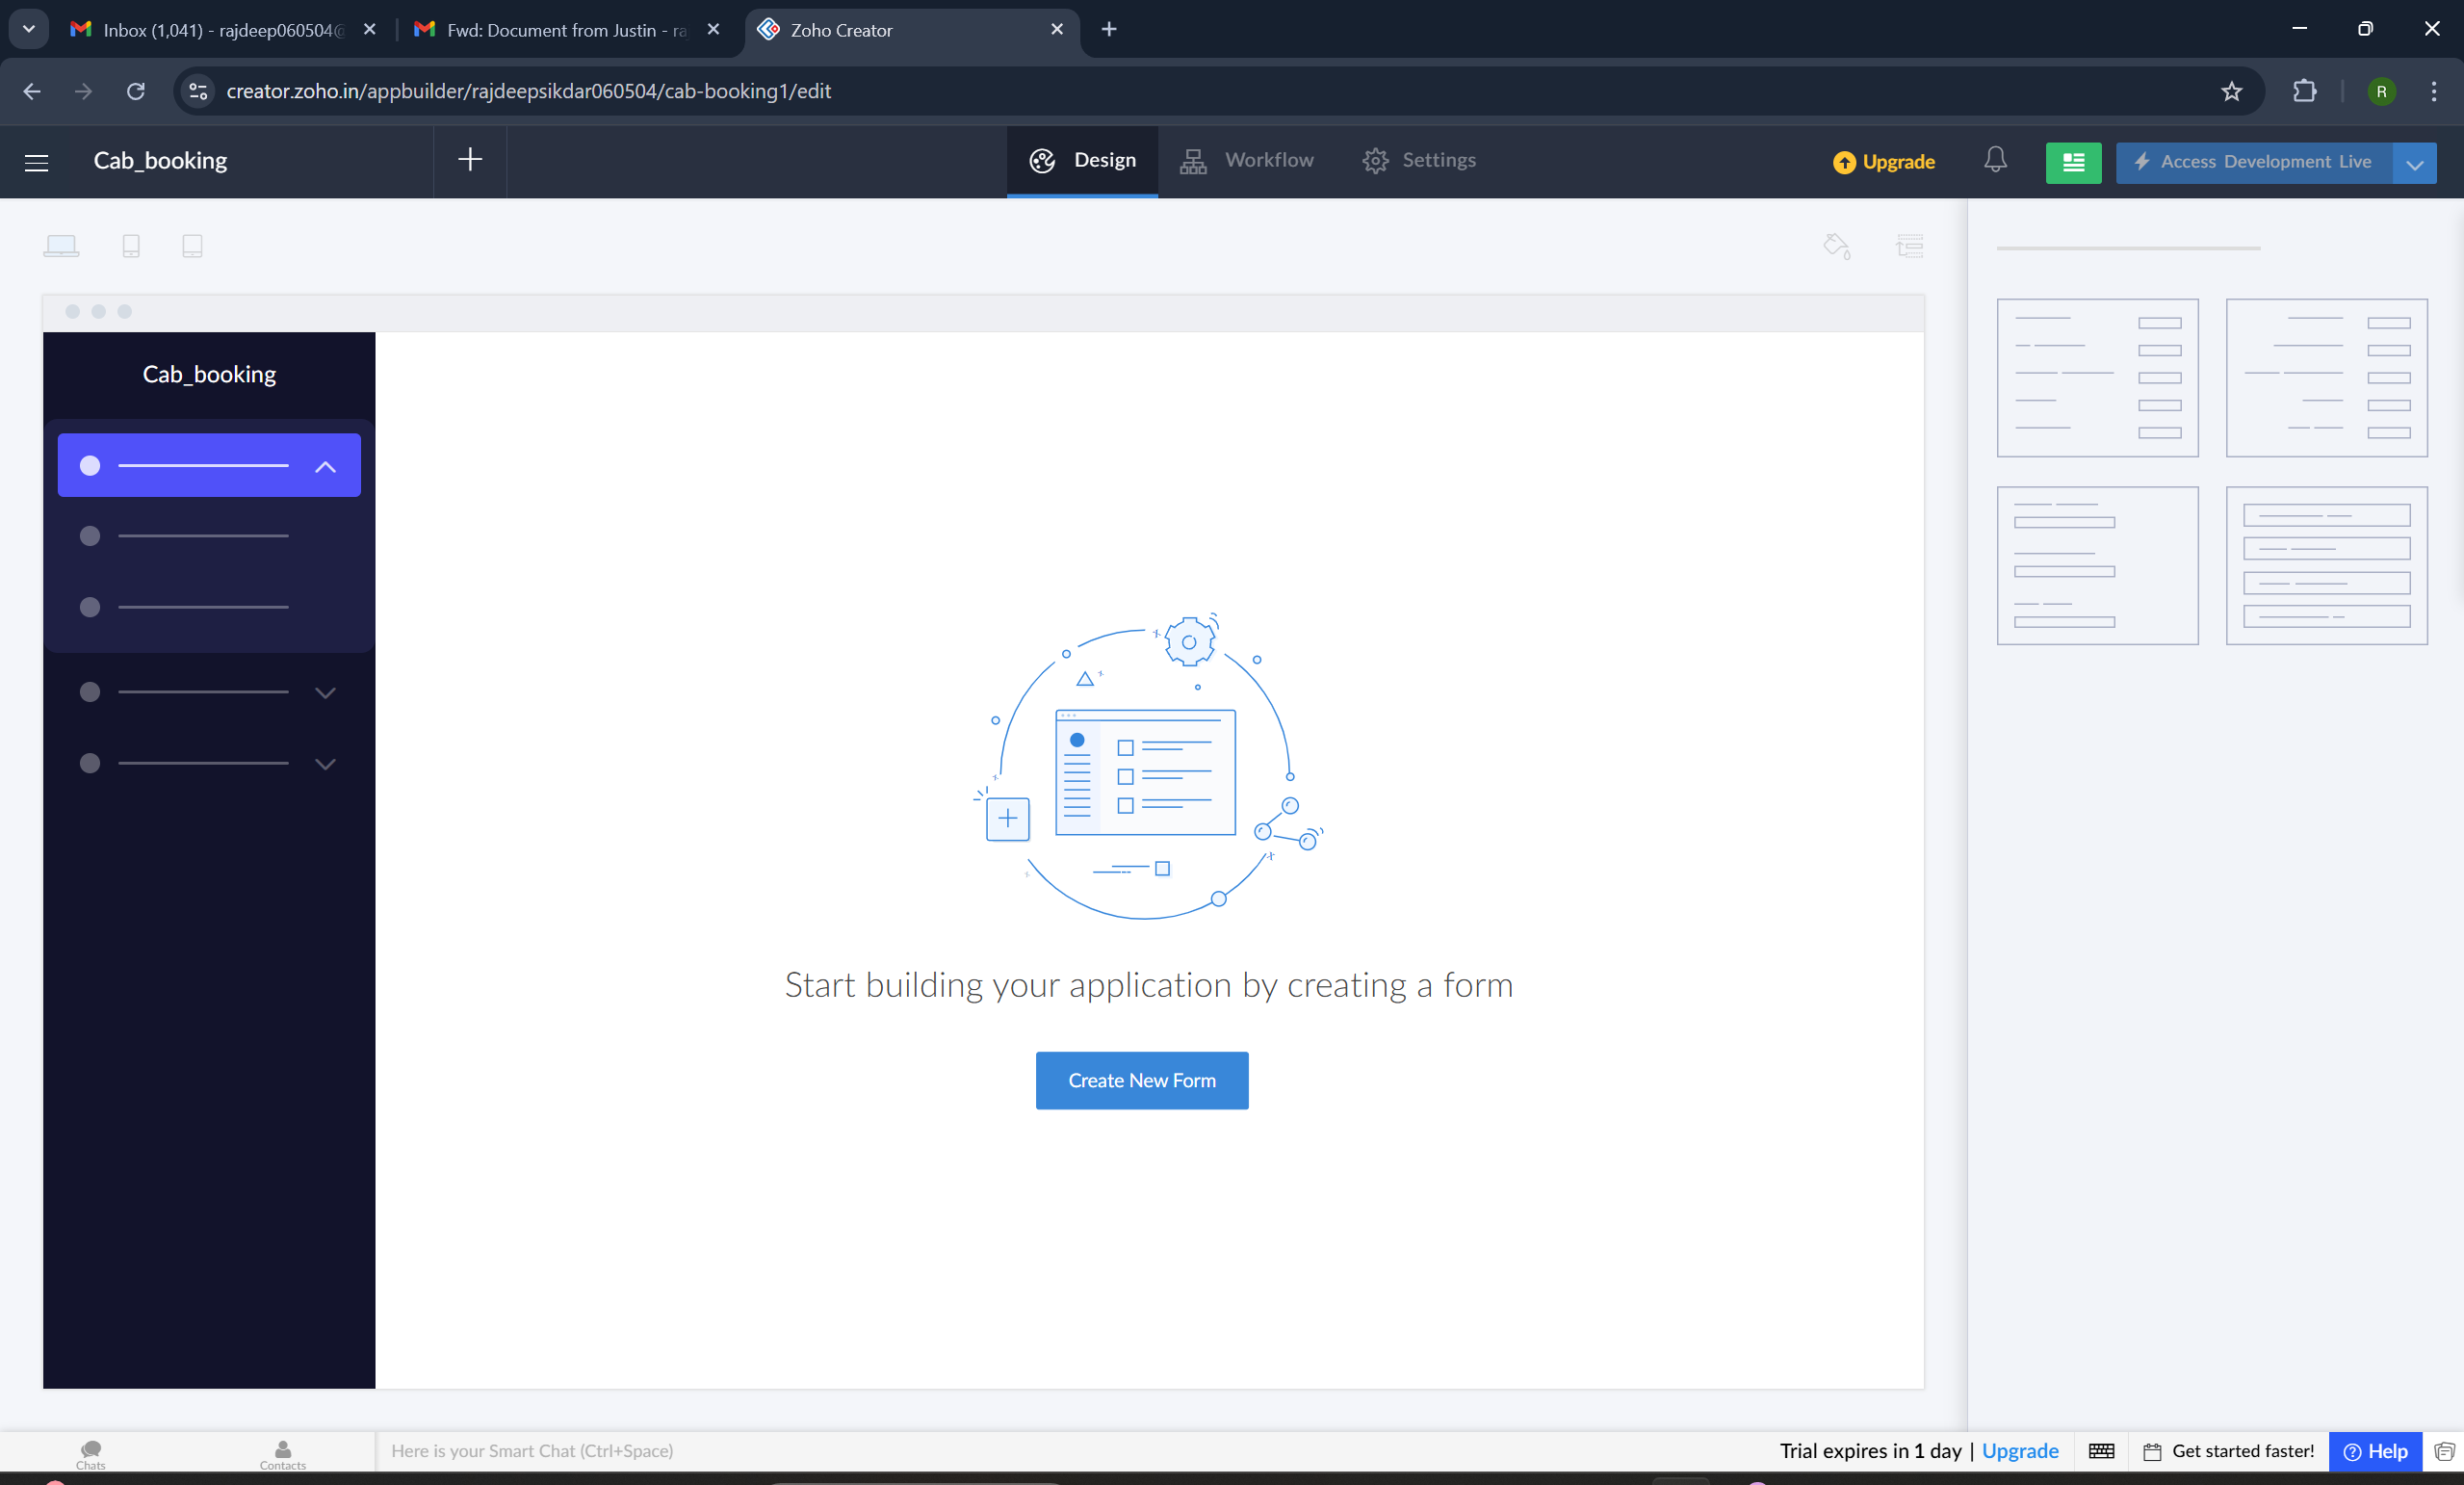 Inbox (1,041) - rajdeep060504@
Fwd: Document from Justin - ra
Zoho Creator
creator.zoho.in/appbuilder/rajdeepsikdar060504/cab-booking1/edit
R
Cab_booking
Design
Workflow
Settings
Upgrade
Access Development Live
Cab_booking
Start building your application by creating a form
Create New Form
Chats
Contacts
Here is your Smart Chat (Ctrl+Space)
Trial expires in 1 day | Upgrade
Get started faster!
Help